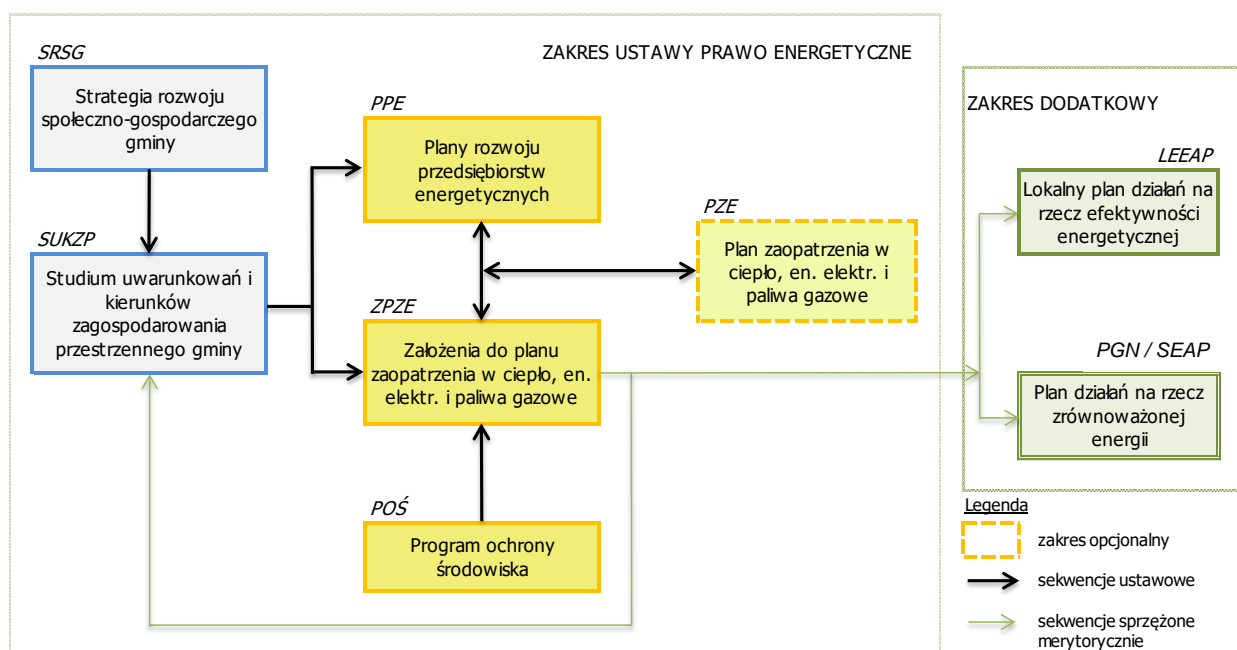 ZAKRES USTAWY PRAWO ENERGETYCZNE
SRSG
Strategia rozwoju
społeczno-gospodarczego
gminy
SUKZP
Studium uwarunkowań i
kierunków
zagospodarowania
przestrzennego gminy
PPE
Plany rozwoju
przedsiębiorstw
energetycznych
PZE
Plan zaopatrzenia w
ciepło, en. elektr. i
paliwa gazowe
ZPZE
Założenia do planu
zaopatrzenia w ciepło, en.
elektr. i paliwa gazowe
POŚ
Program ochrony
środowiska
ZAKRES DODATKOWY
LEEAP
Lokalny plan działań na
rzecz efektywności
energetycznej
PGN / SEAP
Plan działań na rzecz
zrównoważonej
energii
Legenda
zakres opcjonalny
sekwencje ustawowe
sekwencje sprzężone
merytorycznie